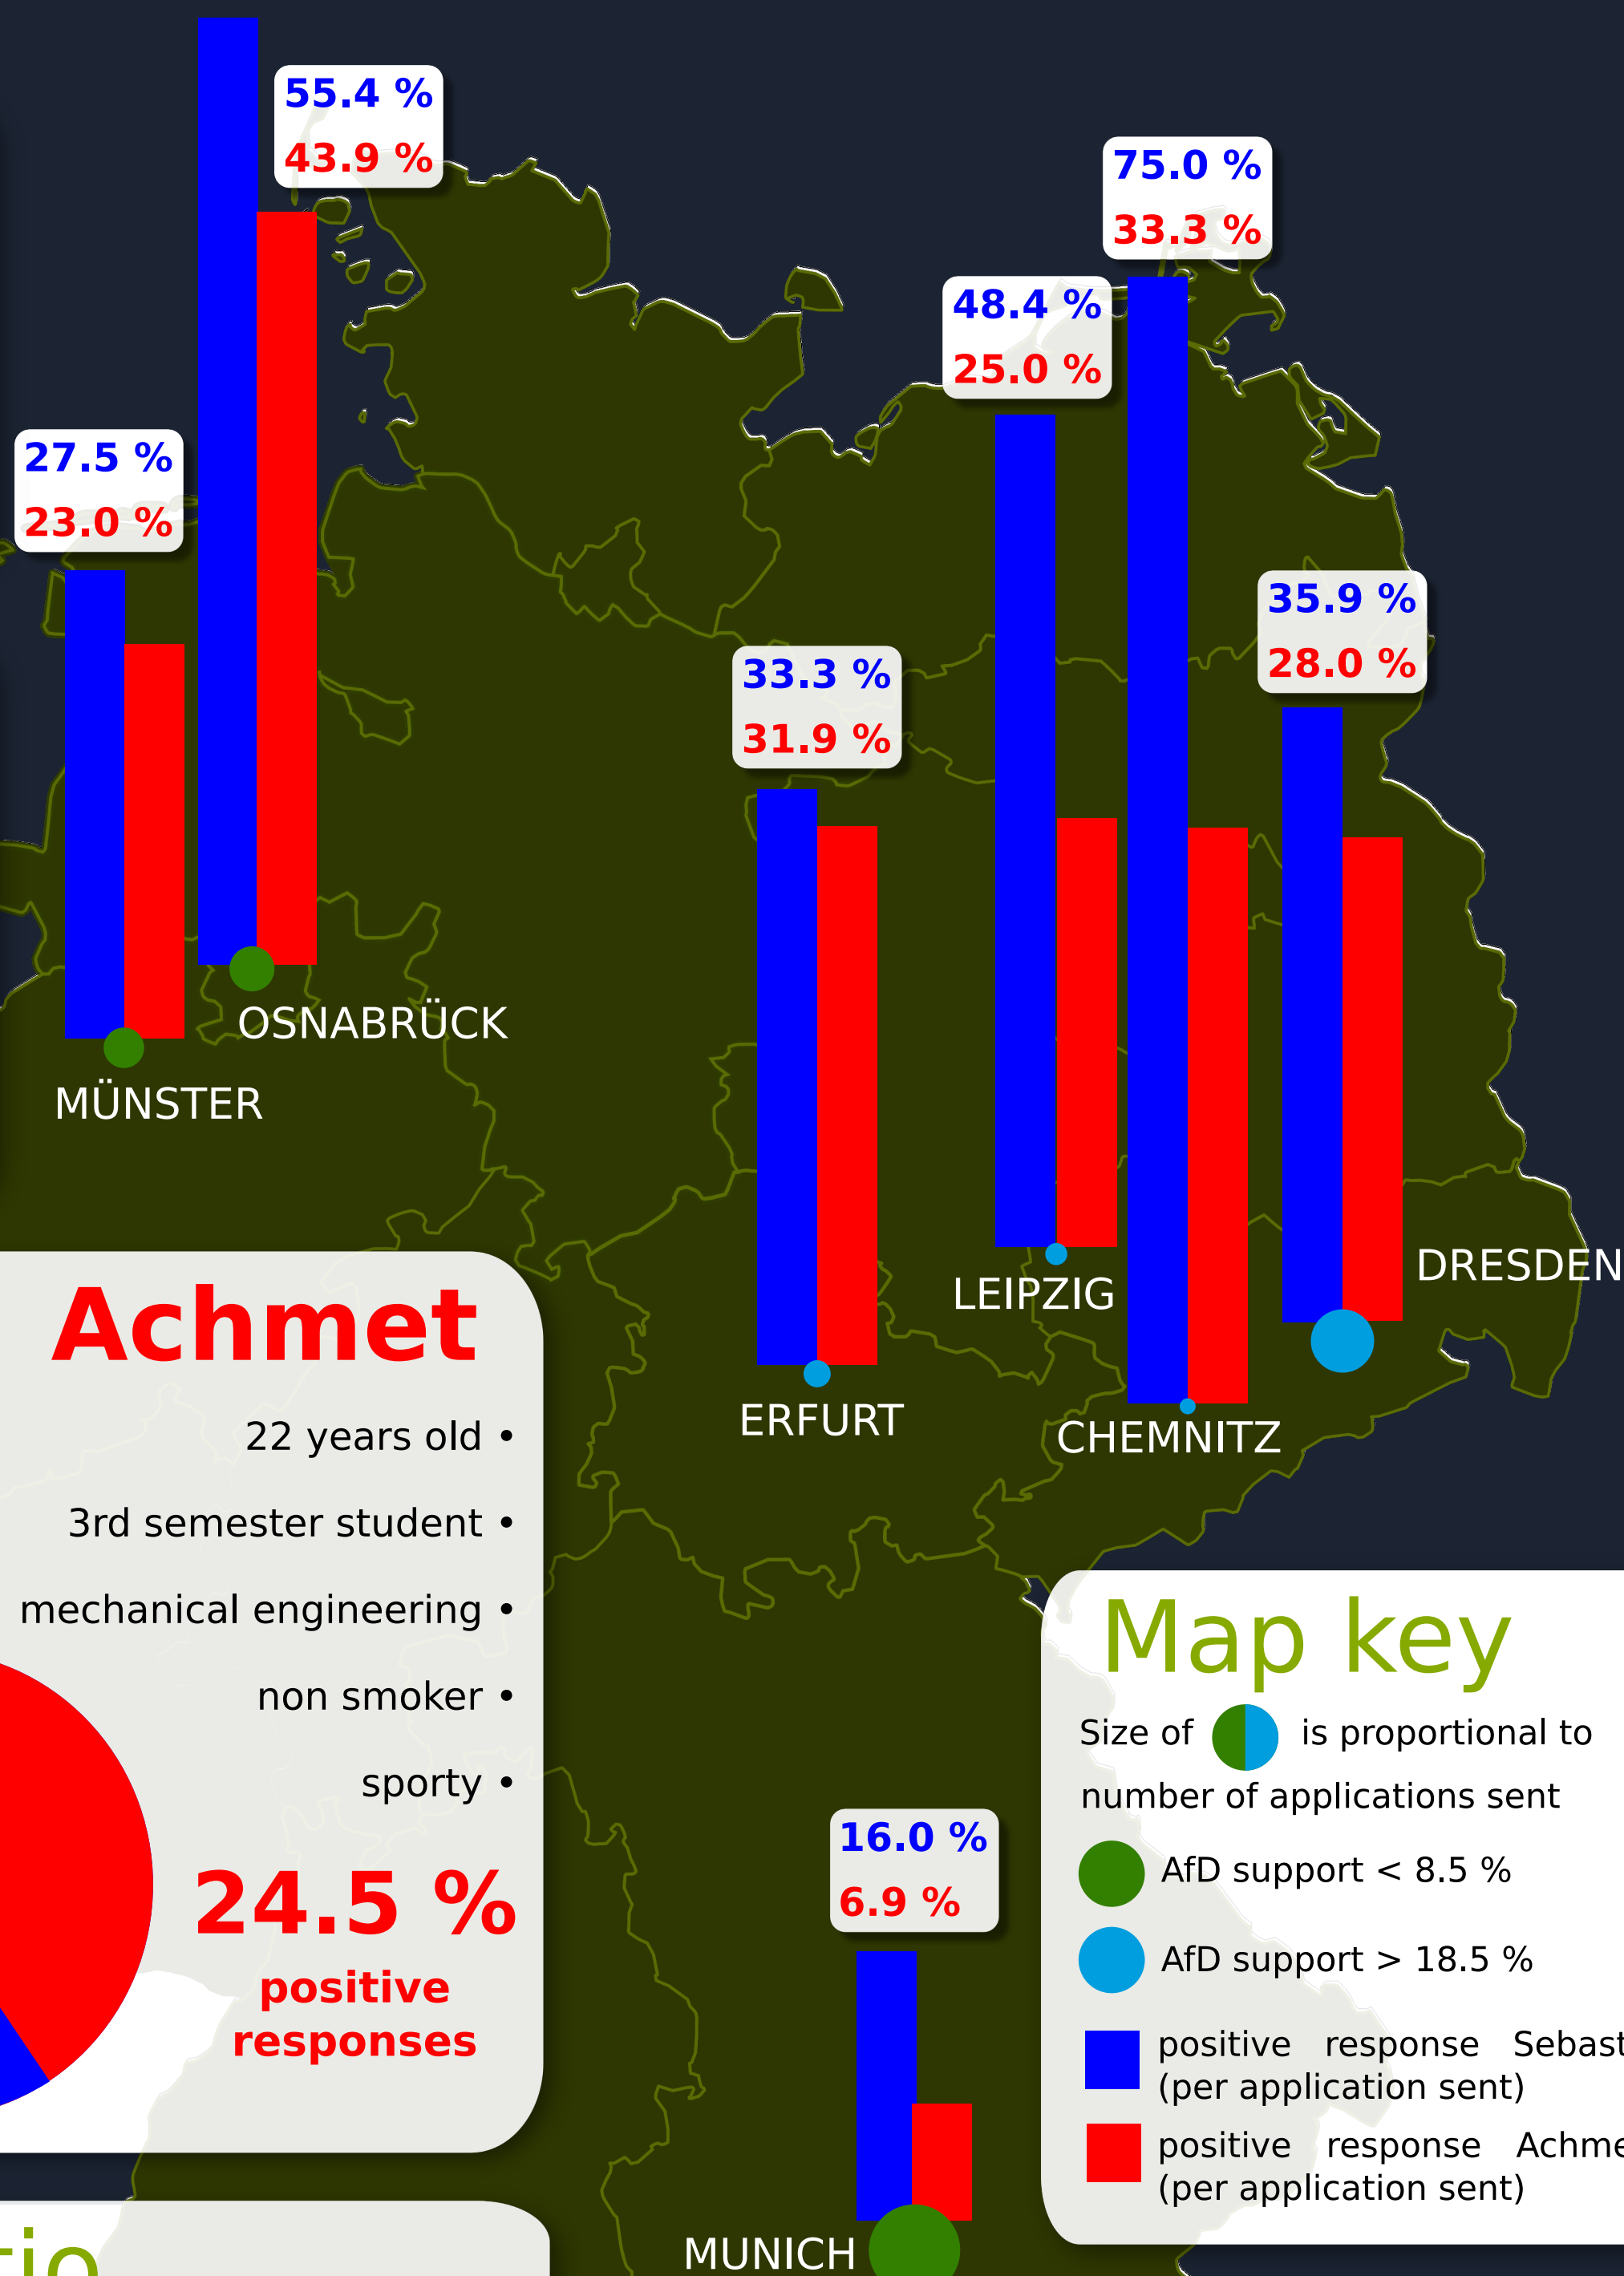 55.4 %
43.9 %
75.0 %
33.3 %
48.4 %
25.0 %
27.5 %
23.0 %
35.9 %
28.0 %
33.3 %
31.9 %
OSNABRÜCK
MÜNSTER
DRESDEN
LEIPZIG
ERFURT
CHEMNITZ
Achmet
22 years old •
3rd semester student •
mechanical engineering •
non smoker •
sporty •
24.5 %
positive
responses
Map key
Size of is proportional to
number of applications sent
AfD support < 8.5 %
AfD support > 18.5 %
positive response Sebast
(per application sent)
positive response Achme
(per application sent)
16.0 %
6.9 %
MUNICH